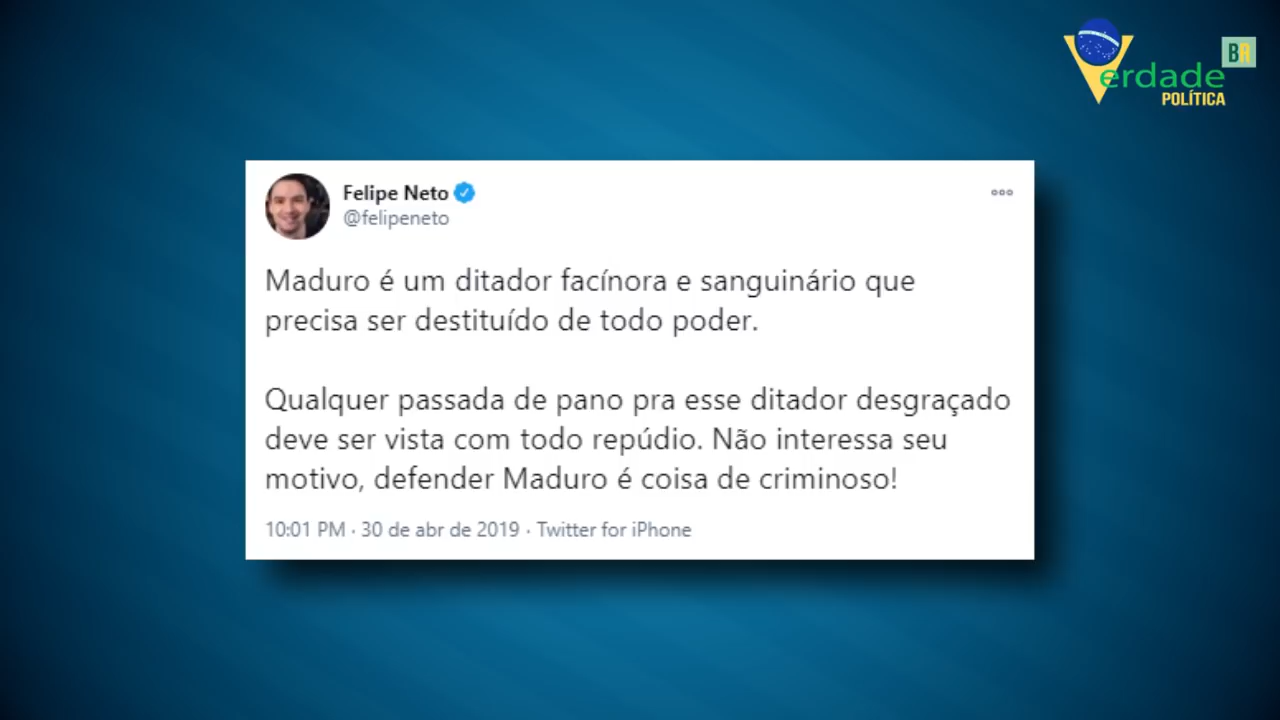 Verdade BR
POLÍTICA
Felipe Neto
@felipeneto
Maduro é um ditador facínora e sanguinário que
precisa ser destituído de todo poder.
Qualquer passada de pano pra esse ditador desgraçado
deve ser vista com todo repúdio. Não interessa seu
motivo, defender Maduro é coisa de criminoso!
10:01 PM · 30 de abr de 2019 · Twitter for iPhone